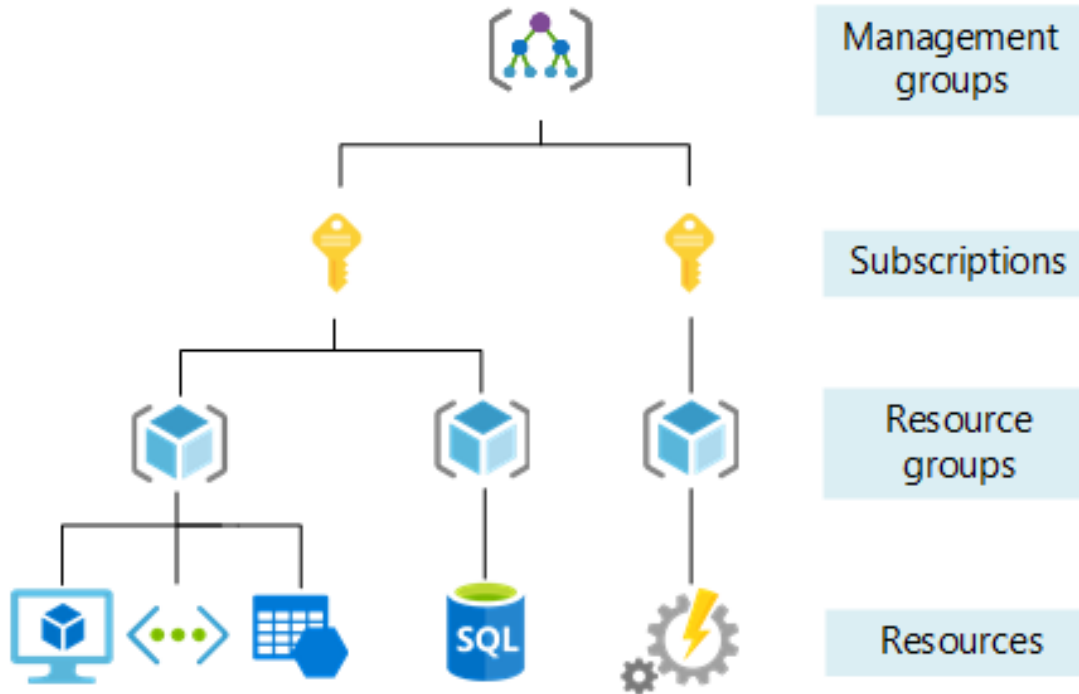 Management
groups
Subscriptions
Resource
groups
SQL
Resources